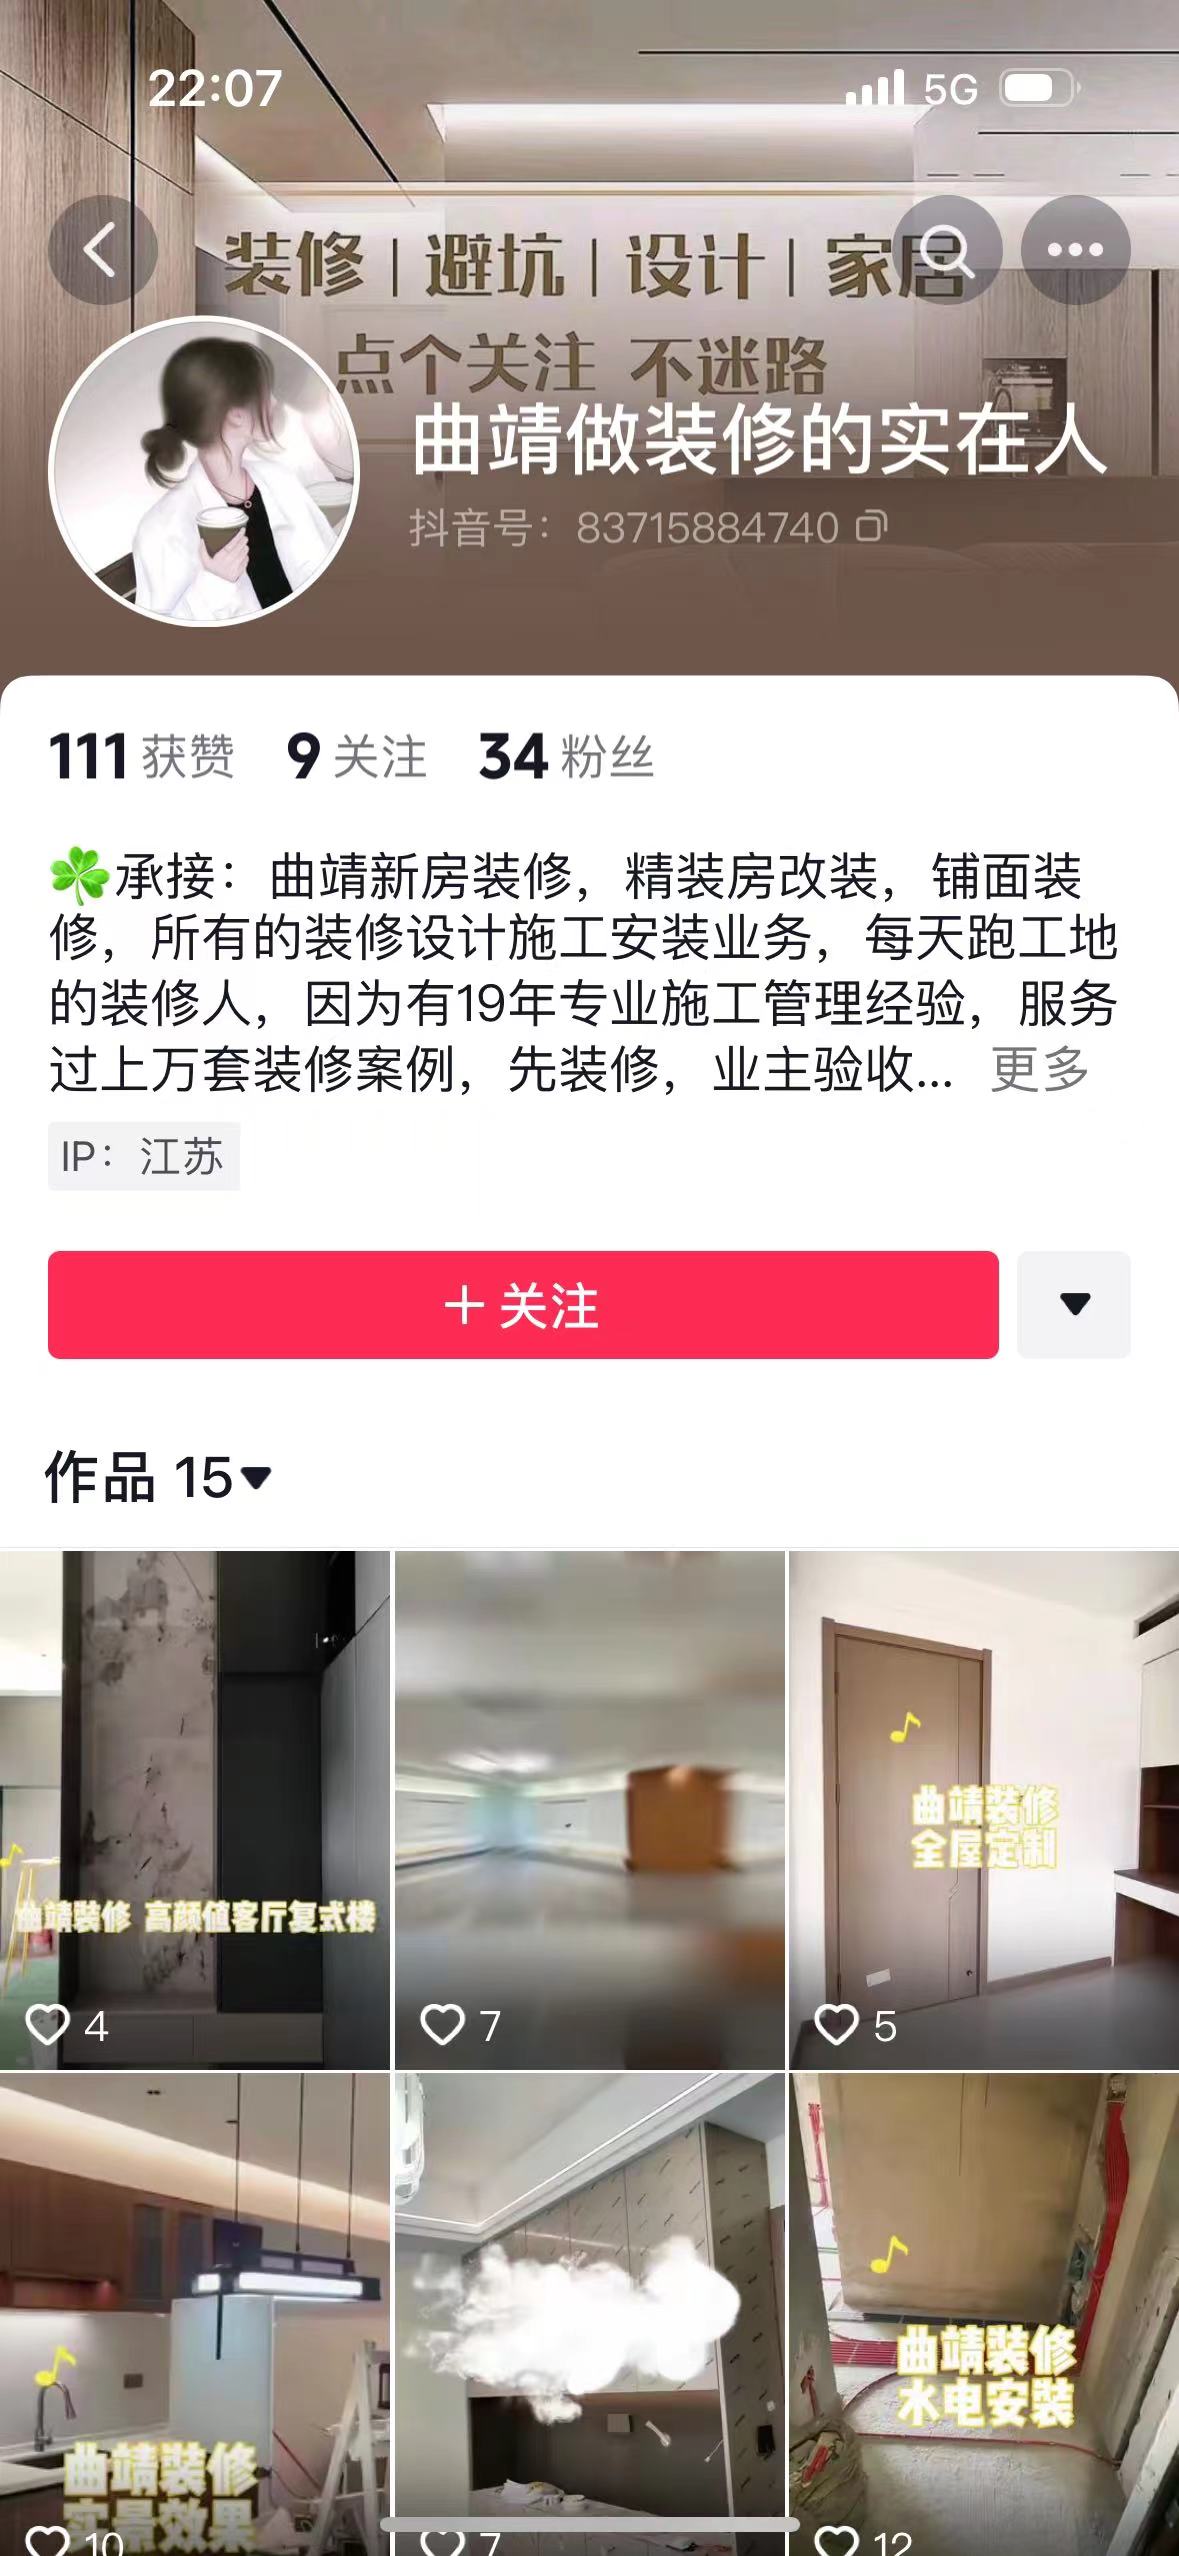 22:07
5G
装修 | 避坑 | 设计 | 家居
点个关注 不迷路
曲靖做装修的实在人
抖音号：83715884740
111 获赞 9 关注 34 粉丝
☘️承接：曲靖新房装修，精装房改装，铺面装
修，所有的装修设计施工安装业务，每天跑工地
的装修人，因为有19年专业施工管理经验，服务
过上万套装修案例，先装修，业主验收... 更多
IP：江苏
+ 关注
作品 15
曲靖装修 高颜值客厅复式楼
4
7
曲靖装修
全屋定制
5
曲靖装修
实景效果
10
7
曲靖装修
水电安装
12